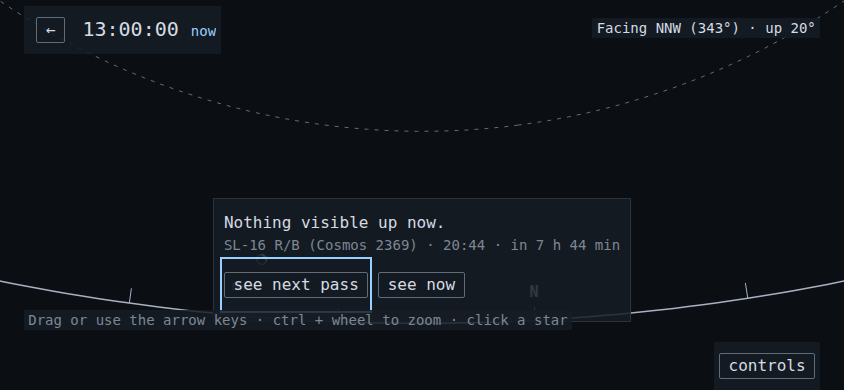 ← 13:00:00 now
Facing NNW (343°) · up 20°
Nothing visible up now.
SL-16 R/B (Cosmos 2369) · 20:44 · in 7 h 44 min
see next pass see now
N
Drag or use the arrow keys · ctrl + wheel to zoom · click a star
controls